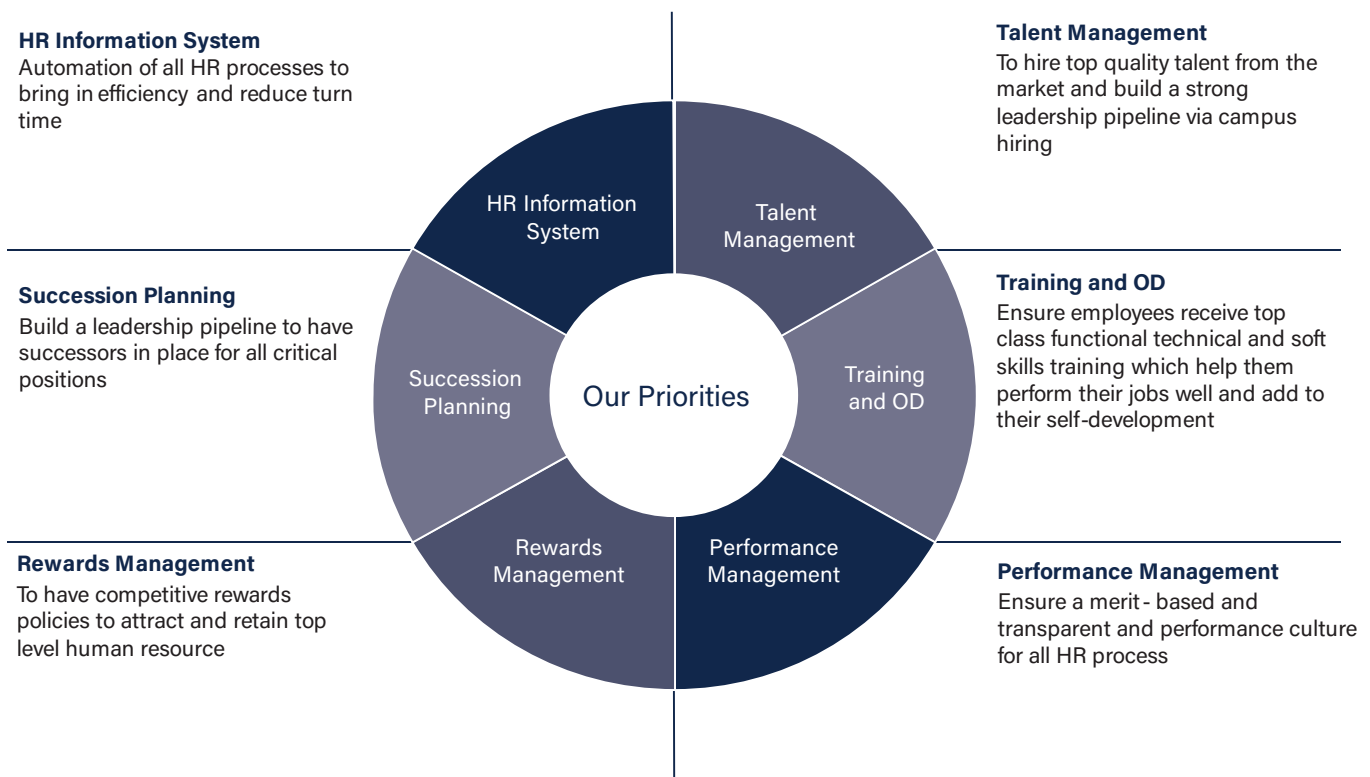 HR Information System
Automation of all HR processes to
bring in efficiency and reduce turn
time
Talent Management
To hire top quality talent from the
market and build a strong
leadership pipeline via campus
hiring
HR Information
System
Talent
Management
Succession Planning
Build a leadership pipeline to have
successors in place for all critical
positions
Training and OD
Ensure employees receive top
class functional technical and soft
skills training which help them
perform their jobs well and add to
their self-development
Succession
Planning
Our Priorities
Training
and OD
Rewards
Management
Performance
Management
Rewards Management
To have competitive rewards
policies to attract and retain top
level human resource
Performance Management
Ensure a merit - based and
transparent and performance culture
for all HR process